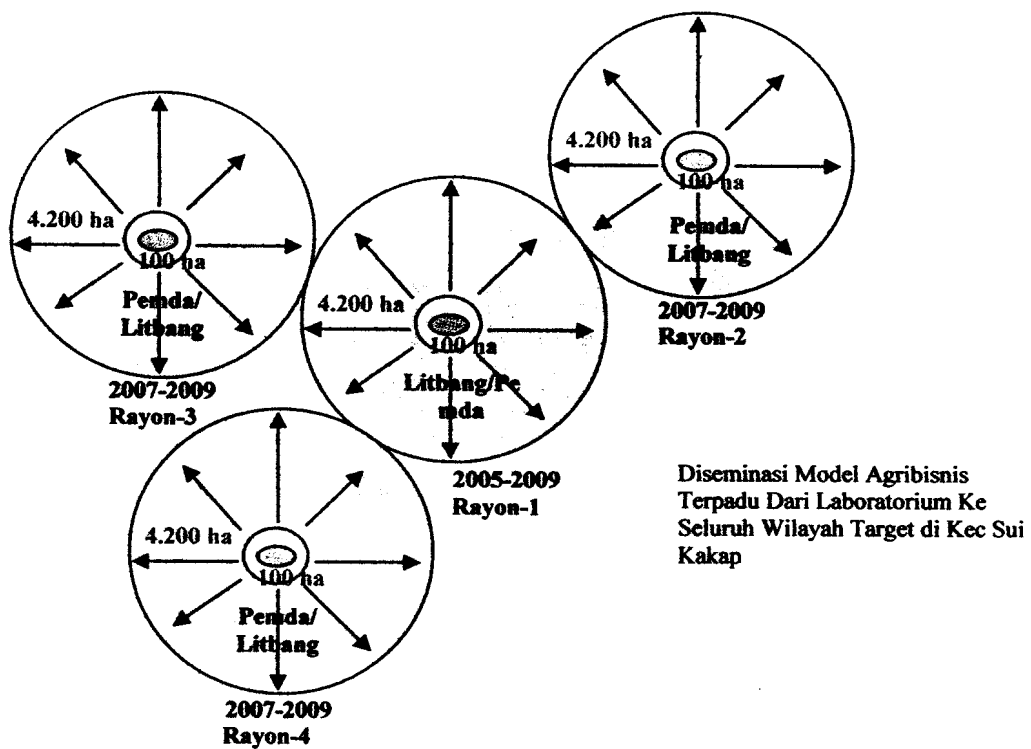 4.200 ha
100 ha
Pemda/
Litbang
2007-2009
Rayon-2
4.200 ha
100 ha
Pemda/
Litbang
2007-2009
Rayon-3
4.200 ha
100 ha
Litbang/Pe
mda
2005-2009
Rayon-1
4.200 ha
100 ha
Pemda/
Litbang
2007-2009
Rayon-4
Diseminasi Model Agribisnis
Terpadu Dari Laboratorium Ke
Seluruh Wilayah Target di Kec Sui
Kakap